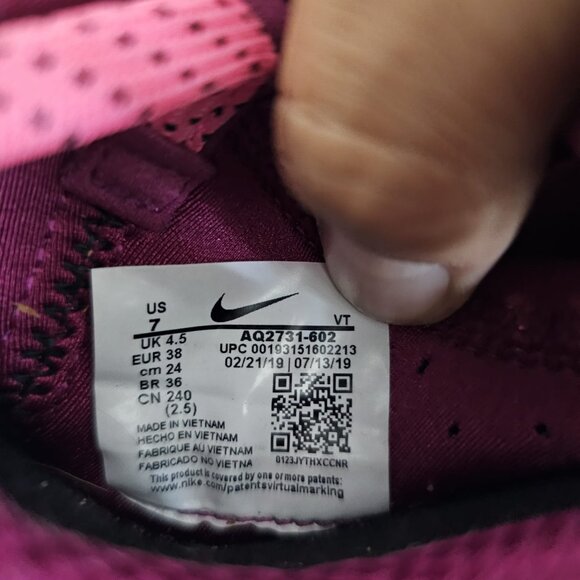 US
7 VT
UK 4.5 AQ2731-602
EUR 38 UPC 00193151602213
cm 24 02/21/19 | 07/13/19
BR 36
CN 240
(2.5)
MADE IN VIETNAM
HECHO EN VIETNAM
FABRIQUE AU VIETNAM
FABRICADO NO VIETNA
0123JYTHXCCNR
This product is covered by one or more patents.
www.nike.com/patentsvirtualmarking